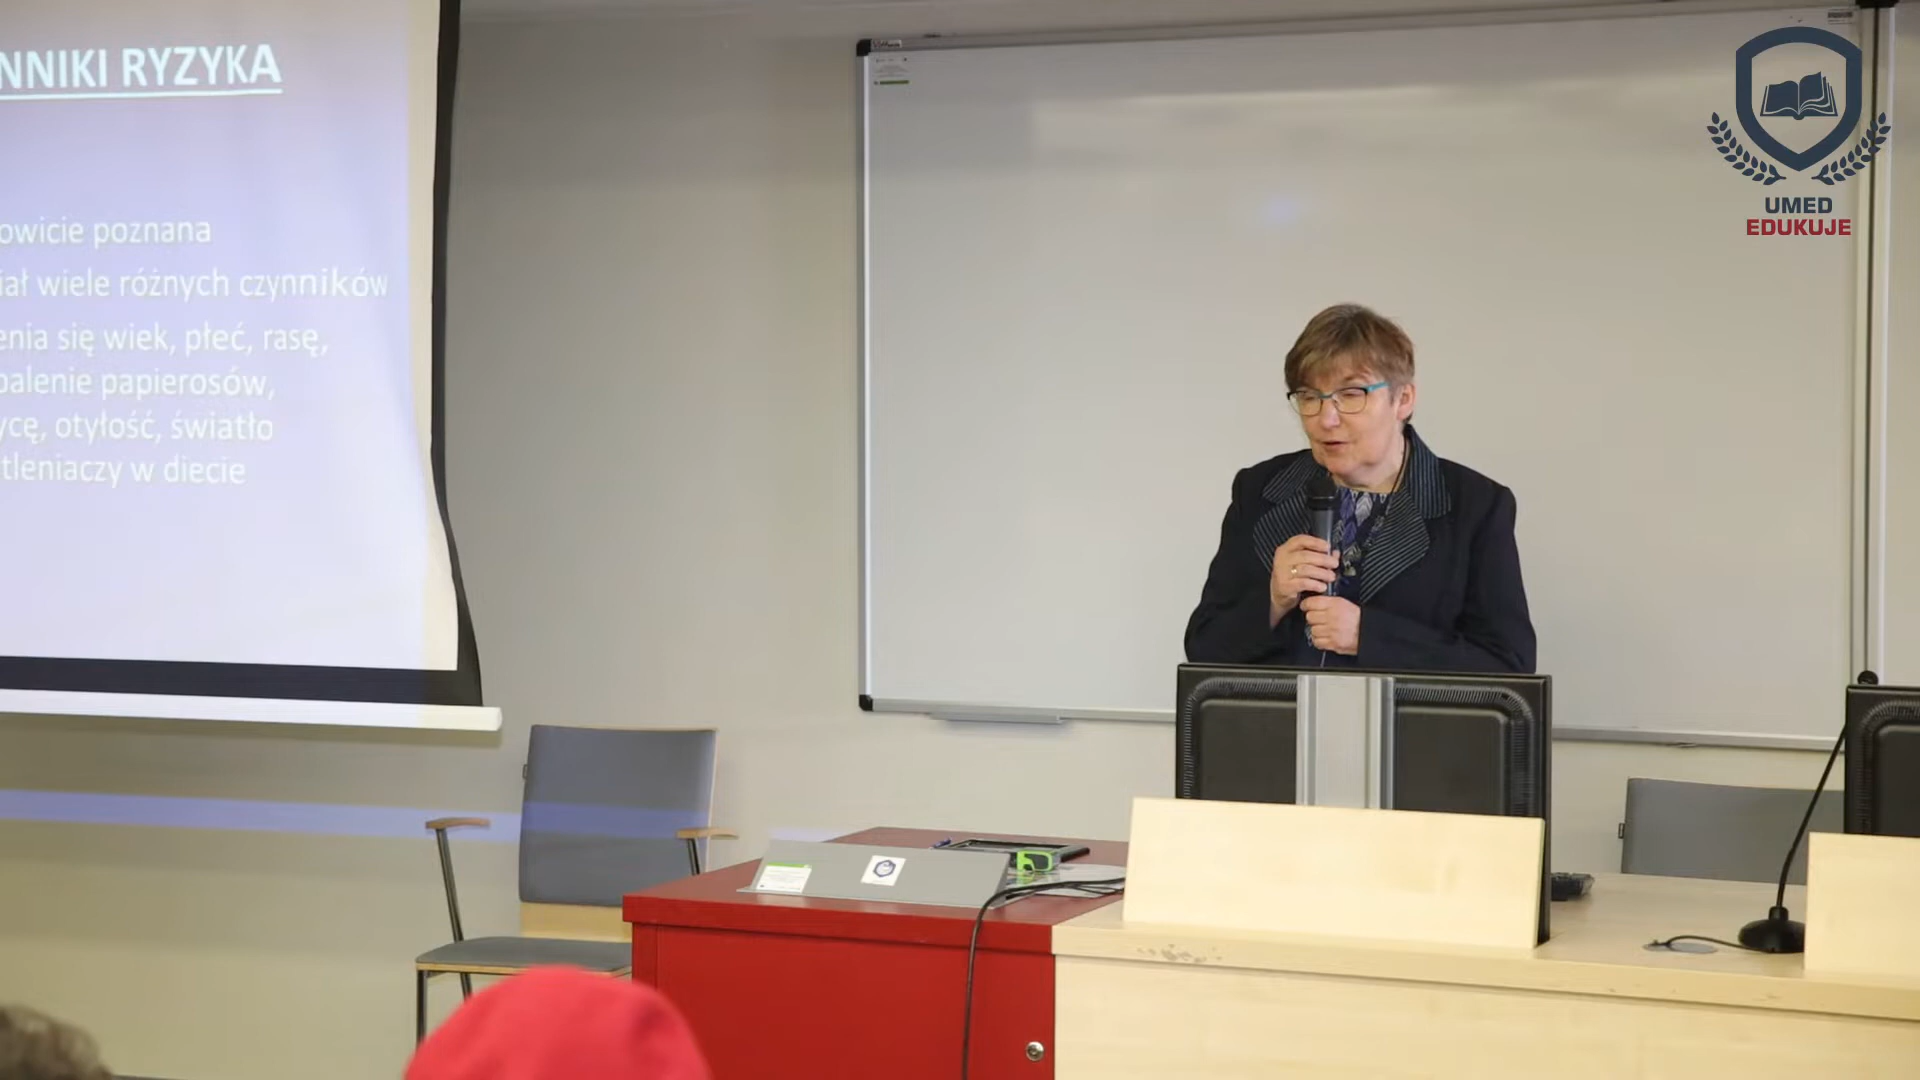 NNIKI RYZYKA
owicie poznana
iał wiele różnych czynników
enia się wiek, płeć, rasę,
palenie papierosów,
ycę, otyłość, światło
tleniaczy w diecie
UMED
EDUKUJE